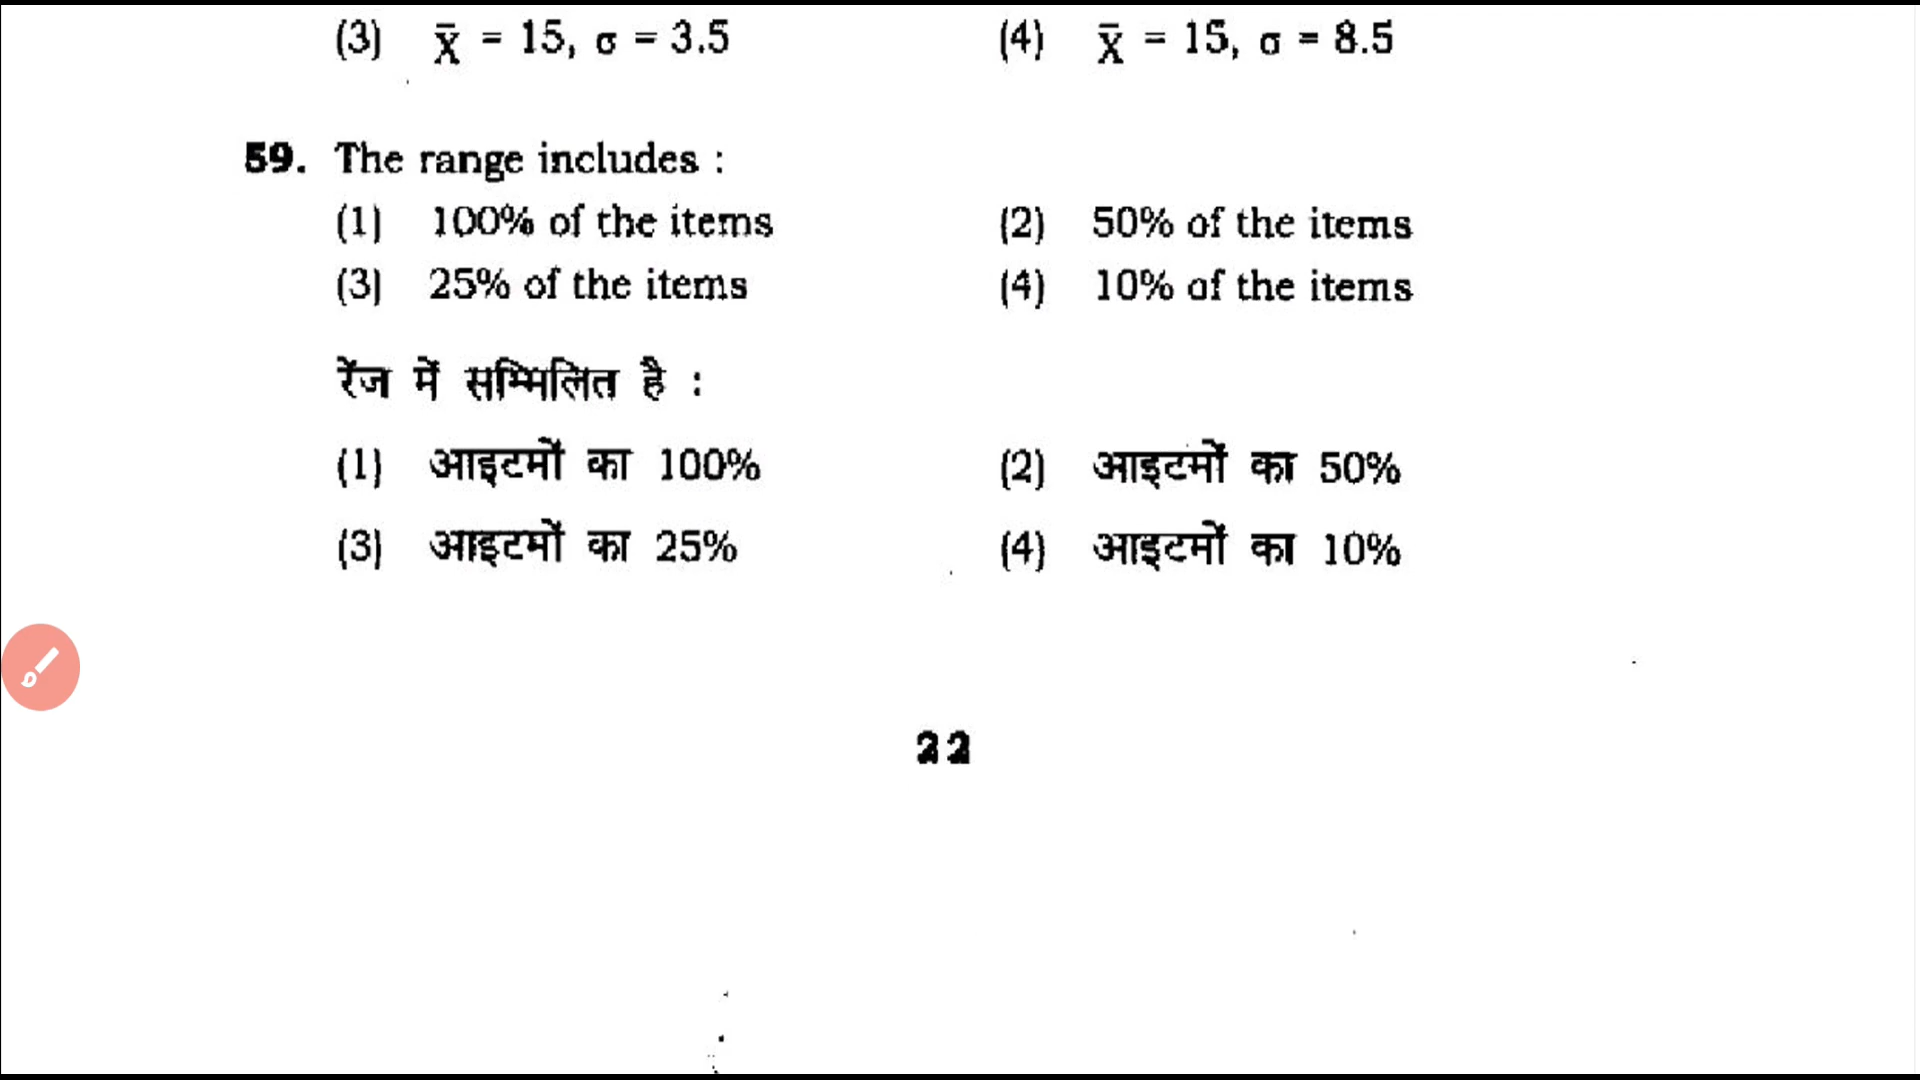 (3) X̄ = 15, σ = 3.5 (4) X̄ = 15, σ = 8.5
59. The range includes :
(1) 100% of the items (2) 50% of the items
(3) 25% of the items (4) 10% of the items
रेंज में सम्मिलित है :
(1) आइटमों का 100% (2) आइटमों का 50%
(3) आइटमों का 25% (4) आइटमों का 10%
22